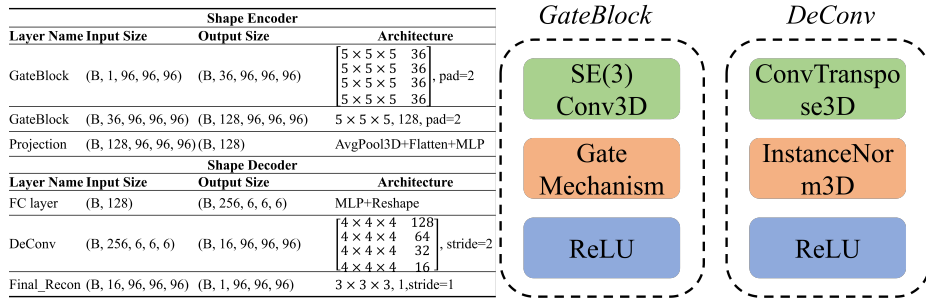 Shape Encoder
Layer Name Input Size Output Size Architecture
GateBlock (B, 1, 96, 96, 96) (B, 36, 96, 96, 96) [5 × 5 × 5 36
5 × 5 × 5 36
5 × 5 × 5 36
5 × 5 × 5 36], pad=2
GateBlock (B, 36, 96, 96, 96) (B, 128, 96, 96, 96) 5 × 5 × 5, 128, pad=2
Projection (B, 128, 96, 96, 96) (B, 128) AvgPool3D+Flatten+MLP
Shape Decoder
Layer Name Input Size Output Size Architecture
FC layer (B, 128) (B, 256, 6, 6, 6) MLP+Reshape
DeConv (B, 256, 6, 6, 6) (B, 16, 96, 96, 96) [4 × 4 × 4 128
4 × 4 × 4 64
4 × 4 × 4 32
4 × 4 × 4 16], stride=2
Final_Recon (B, 16, 96, 96, 96) (B, 1, 96, 96, 96) 3 × 3 × 3, 1,stride=1
GateBlock
SE(3)
Conv3D
Gate
Mechanism
ReLU
DeConv
ConvTranspo
se3D
InstanceNor
m3D
ReLU